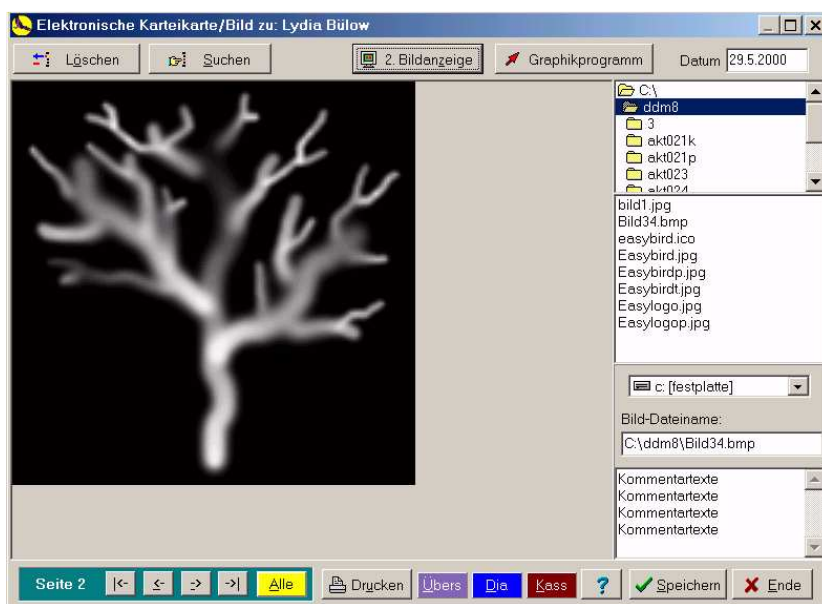 Elektronische Karteikarte/Bild zu: Lydia Bülow
Löschen Suchen 2. Bildanzeige Graphikprogramm Datum 29.5.2000
C:\
ddm8
3
akt021k
akt021p
akt023
akt024
bild1.jpg
Bild34.bmp
easybird.ico
Easybird.jpg
Easybirdp.jpg
Easybirdt.jpg
Easylogo.jpg
Easylogop.jpg
c: [festplatte]
Bild-Dateiname:
C:\ddm8\Bild34.bmp
Kommentartexte
Kommentartexte
Kommentartexte
Kommentartexte
Seite 2 |<- <- -> ->| Alle Drucken Übers Dia Kass ? Speichern Ende